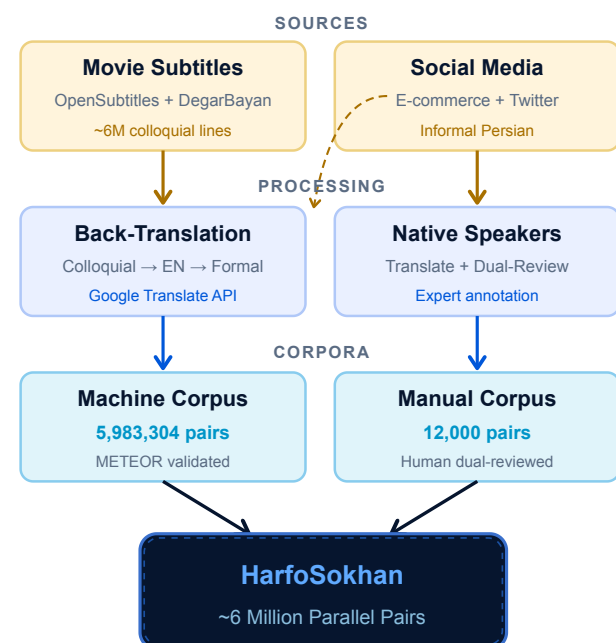 SOURCES
Movie Subtitles
OpenSubtitles + DegarBayan
~6M colloquial lines
Social Media
E-commerce + Twitter
Informal Persian
PROCESSING
Back-Translation
Colloquial → EN → Formal
Google Translate API
Native Speakers
Translate + Dual-Review
Expert annotation
CORPORA
Machine Corpus
5,983,304 pairs
METEOR validated
Manual Corpus
12,000 pairs
Human dual-reviewed
HarfoSokhan
~6 Million Parallel Pairs